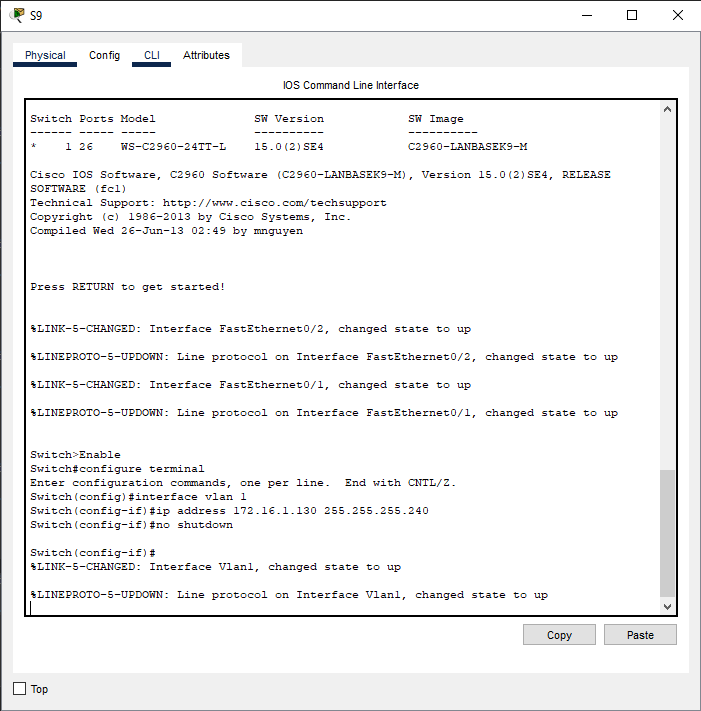 S9
Physical Config CLI Attributes
IOS Command Line Interface
Switch Ports Model SW Version SW Image
------ ----- ----- ---------- ----------
* 1 26 WS-C2960-24TT-L 15.0(2)SE4 C2960-LANBASEK9-M
Cisco IOS Software, C2960 Software (C2960-LANBASEK9-M), Version 15.0(2)SE4, RELEASE
SOFTWARE (fc1)
Technical Support: http://www.cisco.com/techsupport
Copyright (c) 1986-2013 by Cisco Systems, Inc.
Compiled Wed 26-Jun-13 02:49 by mnguyen
Press RETURN to get started!
%LINK-5-CHANGED: Interface FastEthernet0/2, changed state to up
%LINEPROTO-5-UPDOWN: Line protocol on Interface FastEthernet0/2, changed state to up
%LINK-5-CHANGED: Interface FastEthernet0/1, changed state to up
%LINEPROTO-5-UPDOWN: Line protocol on Interface FastEthernet0/1, changed state to up
Switch>Enable
Switch#configure terminal
Enter configuration commands, one per line. End with CNTL/Z.
Switch(config)#interface vlan 1
Switch(config-if)#ip address 172.16.1.130 255.255.255.240
Switch(config-if)#no shutdown
Switch(config-if)#
%LINK-5-CHANGED: Interface Vlan1, changed state to up
%LINEPROTO-5-UPDOWN: Line protocol on Interface Vlan1, changed state to up
Copy Paste
Top